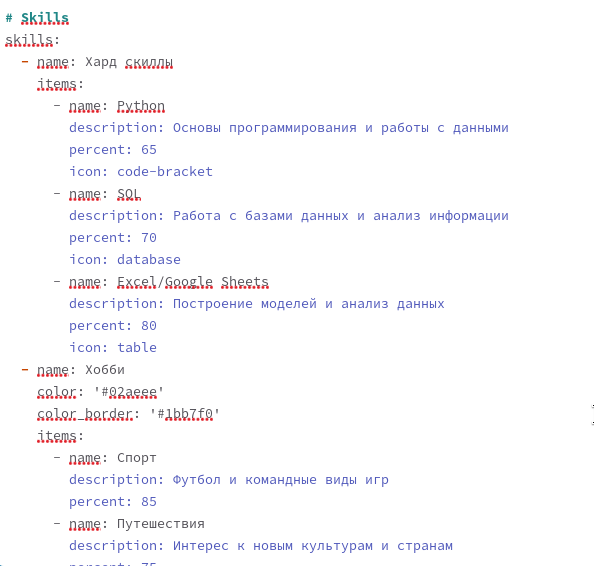 # Skills
skills:
- name: Хард скиллы
items:
- name: Python
description: Основы программирования и работы с данными
percent: 65
icon: code-bracket
- name: SQL
description: Работа с базами данных и анализ информации
percent: 70
icon: database
- name: Excel/Google Sheets
description: Построение моделей и анализ данных
percent: 80
icon: table
- name: Хобби
color: '#02aeee'
color_border: '#1bb7f0'
items:
- name: Спорт
description: Футбол и командные виды игр
percent: 85
- name: Путешествия
description: Интерес к новым культурам и странам
percent: 75